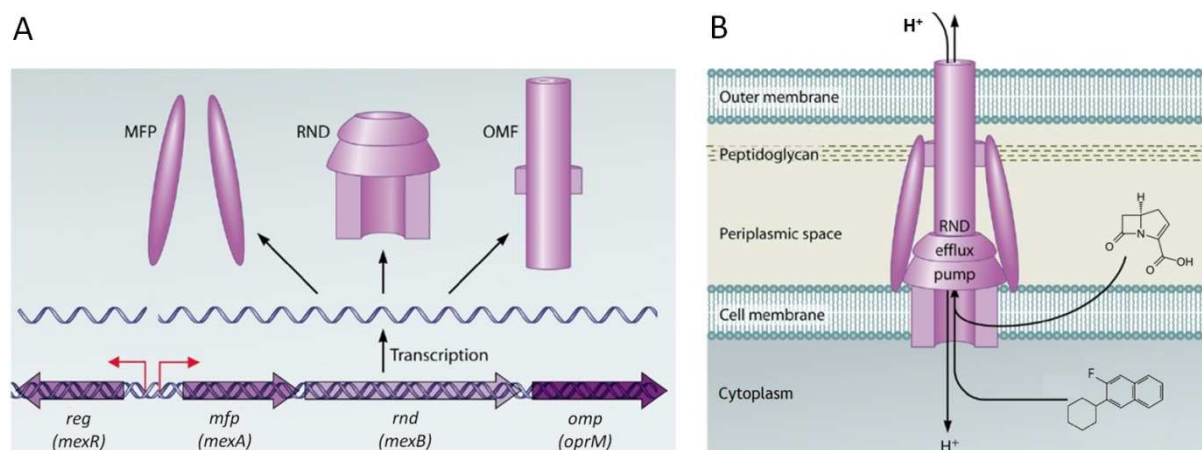 A
MFP
RND
OMF
Transcription
reg
(mexR)
mfp
(mexA)
rnd
(mexB)
omp
(oprM)
B
H⁺
Outer membrane
Peptidoglycan
Periplasmic space
RND
efflux
pump
Cell membrane
Cytoplasm
H⁺
H
N
O
O
OH
F